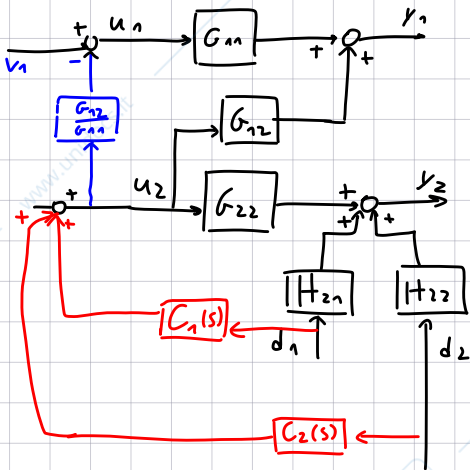 + u1 G11 + y1
v1 - +
G12
G11
G12
+ u2 G22 + y2
+ + + +
H21 H22
C1(s)
d1 d2
C2(s)